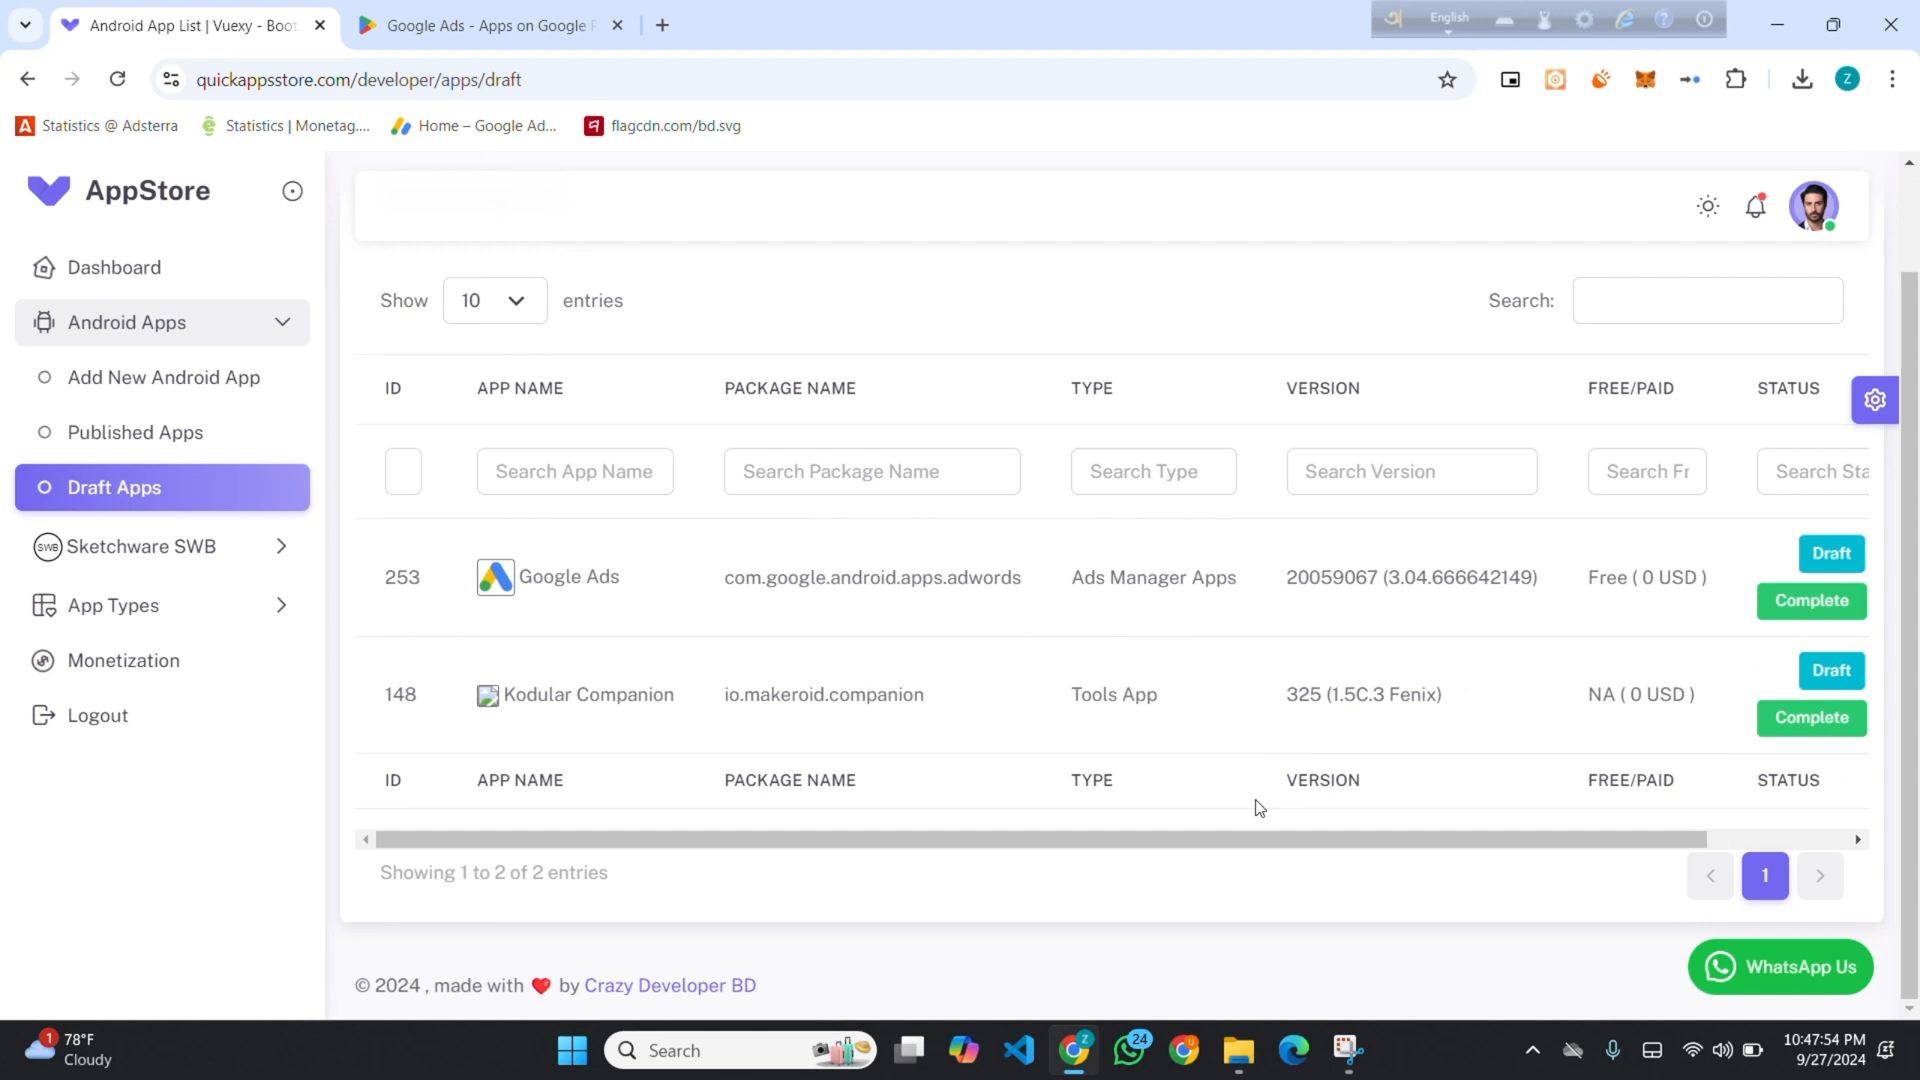 Android App List | Vuexy - Boot
Google Ads - Apps on Google P
English
quickappsstore.com/developer/apps/draft
Z
Statistics @ Adsterra
Statistics | Monetag....
Home – Google Ad...
flagcdn.com/bd.svg
AppStore
Dashboard
Android Apps
Add New Android App
Published Apps
Draft Apps
SWB Sketchware SWB
App Types
Monetization
Logout
Show 10 entries
Search:
ID APP NAME PACKAGE NAME TYPE VERSION FREE/PAID STATUS
Search App Name Search Package Name Search Type Search Version Search Fr Search Sta
253 Google Ads com.google.android.apps.adwords Ads Manager Apps 20059067 (3.04.666642149) Free ( 0 USD ) Draft
Complete
148 Kodular Companion io.makeroid.companion Tools App 325 (1.5C.3 Fenix) NA ( 0 USD ) Draft
Complete
ID APP NAME PACKAGE NAME TYPE VERSION FREE/PAID STATUS
Showing 1 to 2 of 2 entries
1
WhatsApp Us
© 2024 , made with ❤️ by Crazy Developer BD
1
78°F
Cloudy
Search
Z
24
10:47:54 PM
9/27/2024